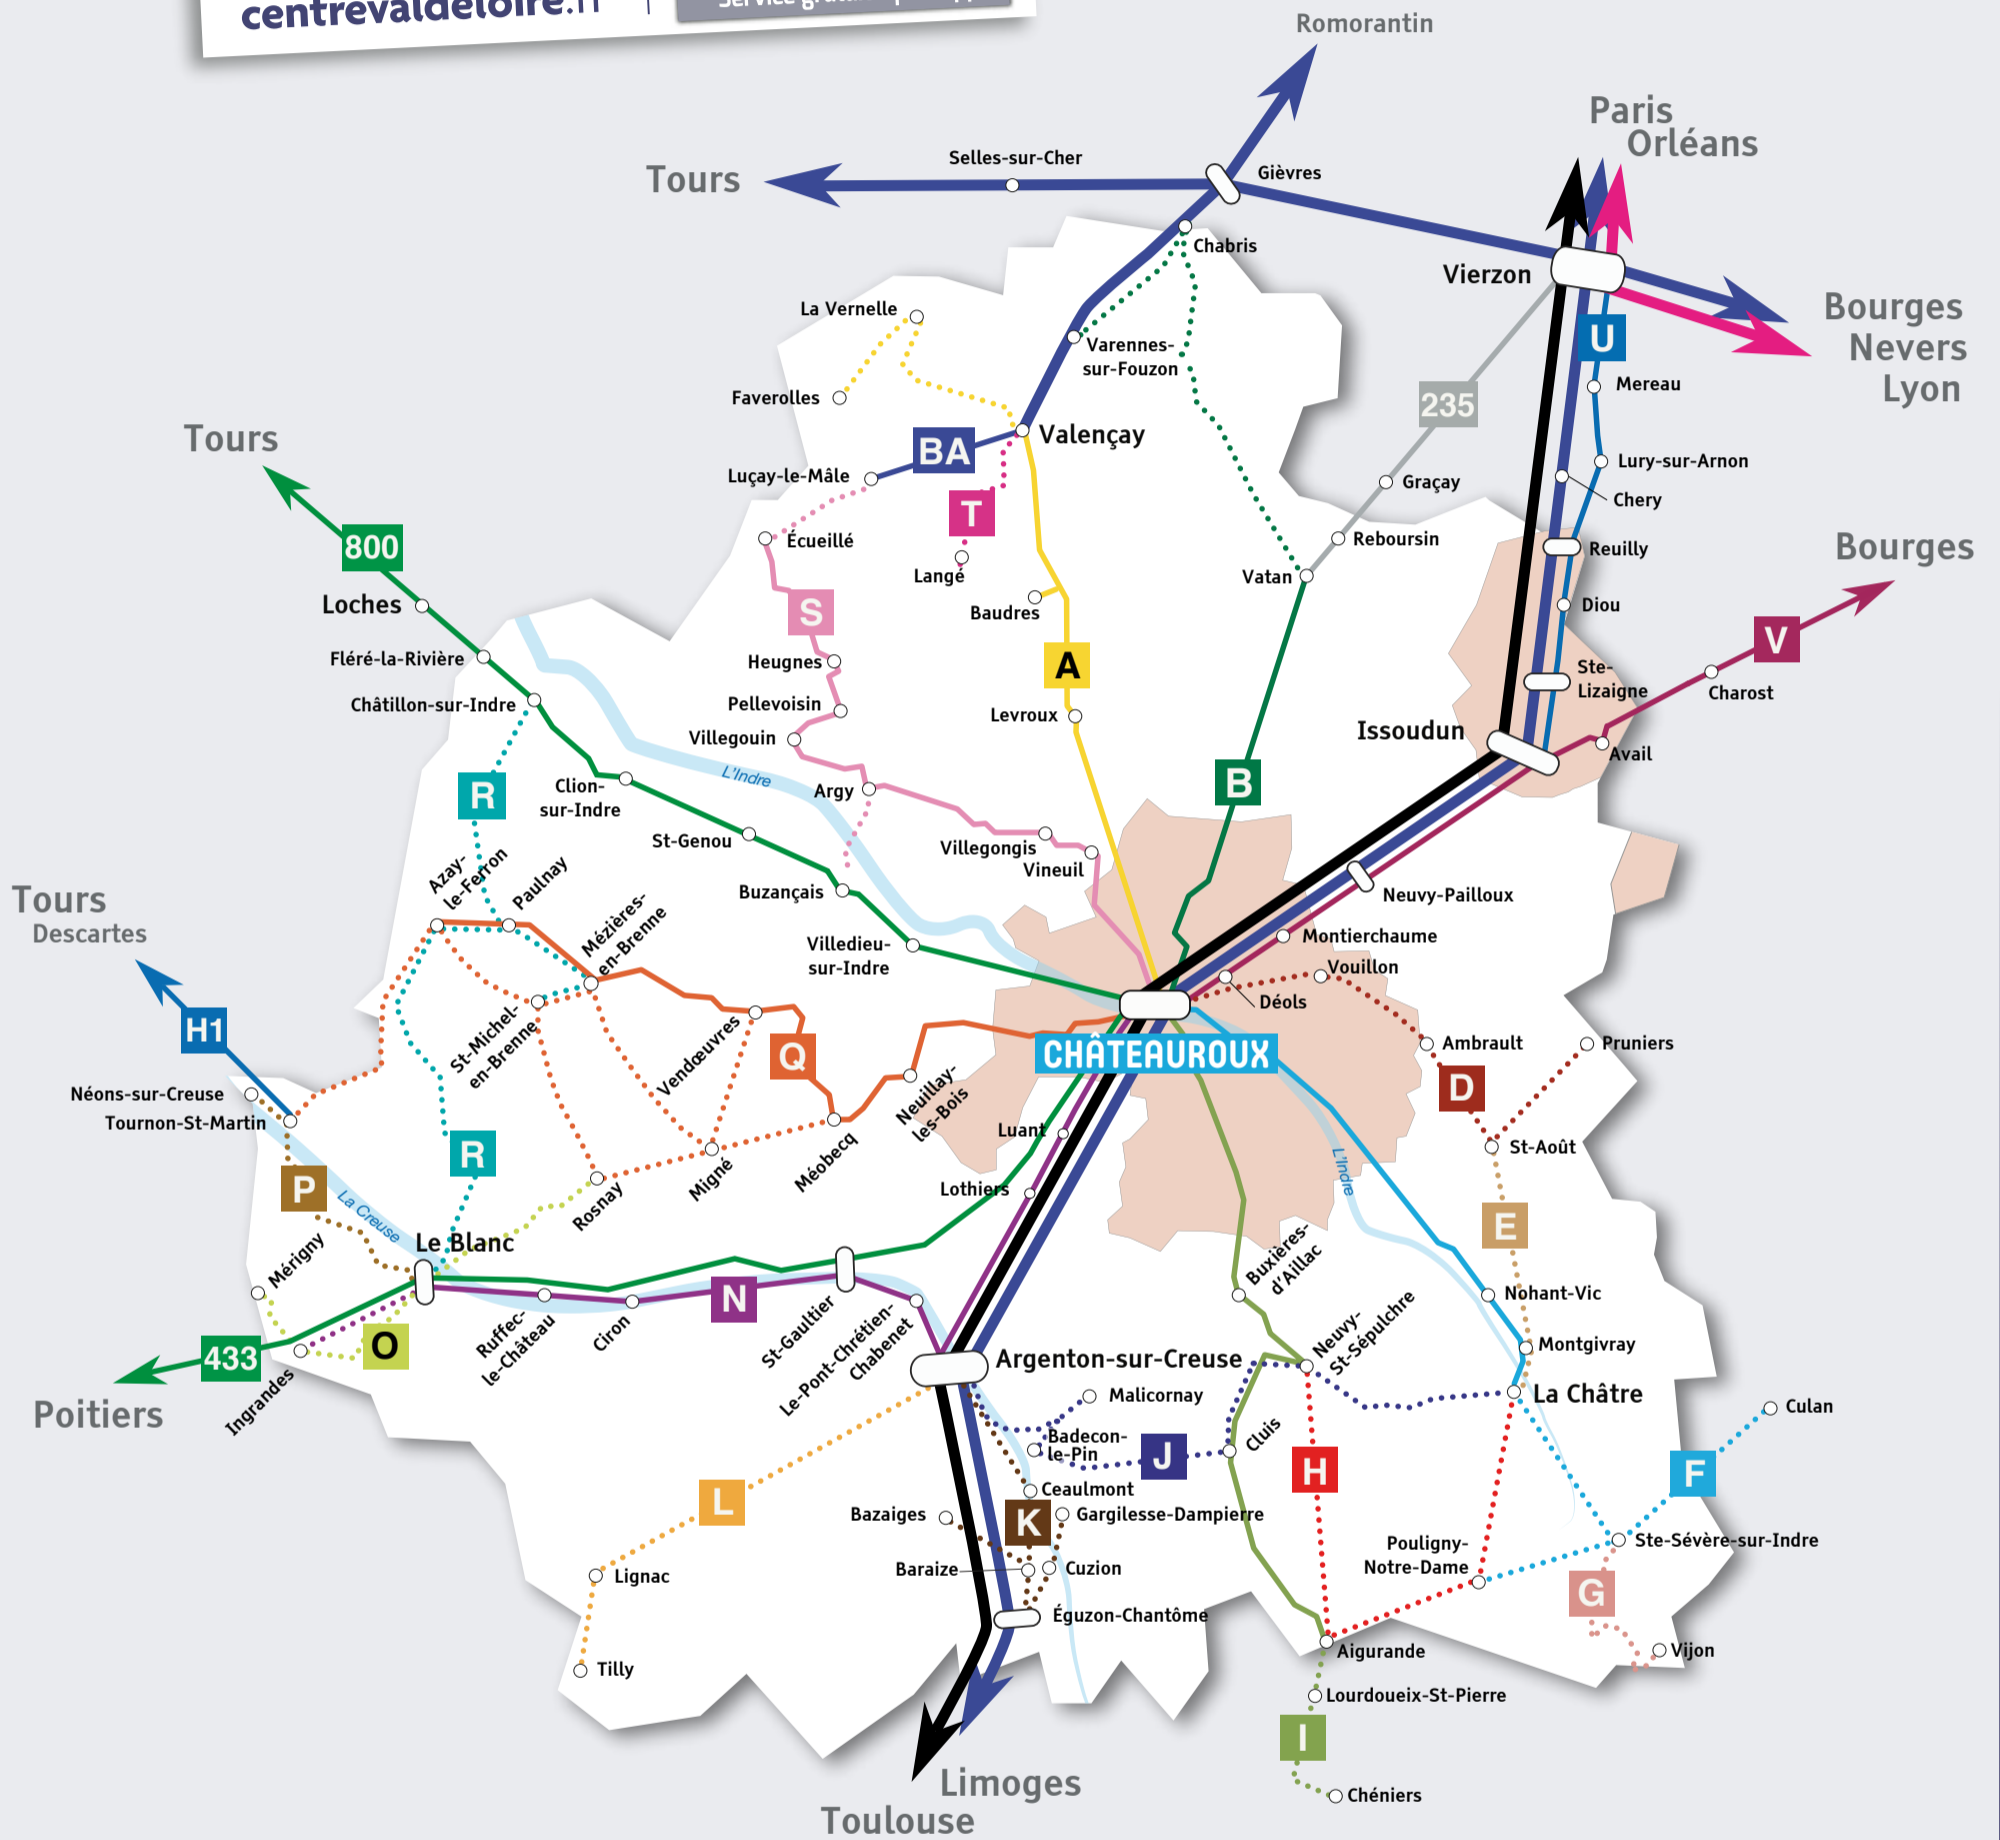 centrevaldeloire.fr
Romorantin
Paris
Orléans
Selles-sur-Cher
Tours
Gièvres
Chabris
Vierzon
Bourges
Nevers
Lyon
La Vernelle
U
Varennes-
sur-Fouzon
Mereau
Faverolles
235
Tours
Valençay
BA
Luçay-le-Mâle
Lury-sur-Arnon
Graçay
Chery
T
800
Écueillé
Reboursin
Reuilly
Bourges
Langé
Vatan
Loches
Baudres
Diou
S
V
Fléré-la-Rivière
Heugnes
A
Ste-
Lizaigne
Charost
Châtillon-sur-Indre
Pellevoisin
Levroux
Villegouin
Issoudun
Avail
L'Indre
B
R
Clion-
sur-Indre
Argy
St-Genou
Villegongis
Vineuil
Azay-
le-Ferron
Paulnay
Buzançais
Neuvy-Pailloux
Tours
Descartes
Mézières-
en-Brenne
Villedieu-
sur-Indre
Montierchaume
Vouillon
Déols
H1
St-Michel-
en-Brenne
Vendœuvres
Q
CHÂTEAUROUX
Ambrault
Pruniers
D
Néons-sur-Creuse
Tournon-St-Martin
Neuillay-
les-Bois
Luant
R
Méobecq
St-Août
P
Migné
Lothiers
L'Indre
La Creuse
Rosnay
E
Le Blanc
Mérigny
Buxières-
d'Aillac
Nohant-Vic
N
O
433
Ruffec-
le-Château
Ciron
St-Gaultier
Le-Pont-Chrétien-
Chabenet
Neuvy-
St-Sépulchre
Montgivray
Argenton-sur-Creuse
Poitiers
Ingrandes
Malicornay
La Châtre
Culan
Badecon-
le-Pin
J
Cluis
H
F
L
Ceaulmont
Bazaiges
K
Gargilesse-Dampierre
Pouligny-
Notre-Dame
Ste-Sévère-sur-Indre
Baraize
Cuzion
Lignac
G
Éguzon-Chantôme
Tilly
Aigurande
Vijon
Lourdoueix-St-Pierre
I
Limoges
Toulouse
Chéniers